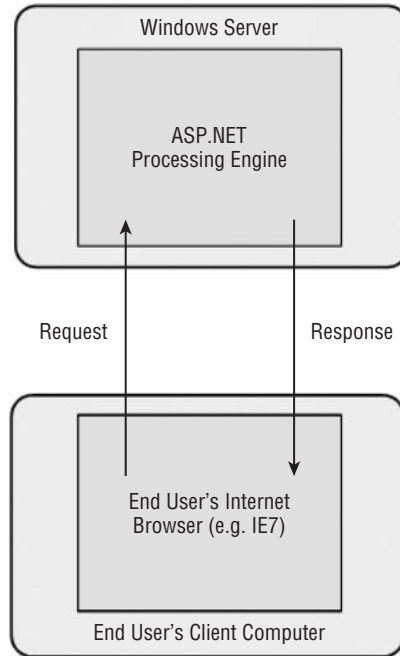 Windows Server
ASP.NET
Processing Engine
Request
Response
End User's Internet
Browser (e.g. IE7)
End User's Client Computer